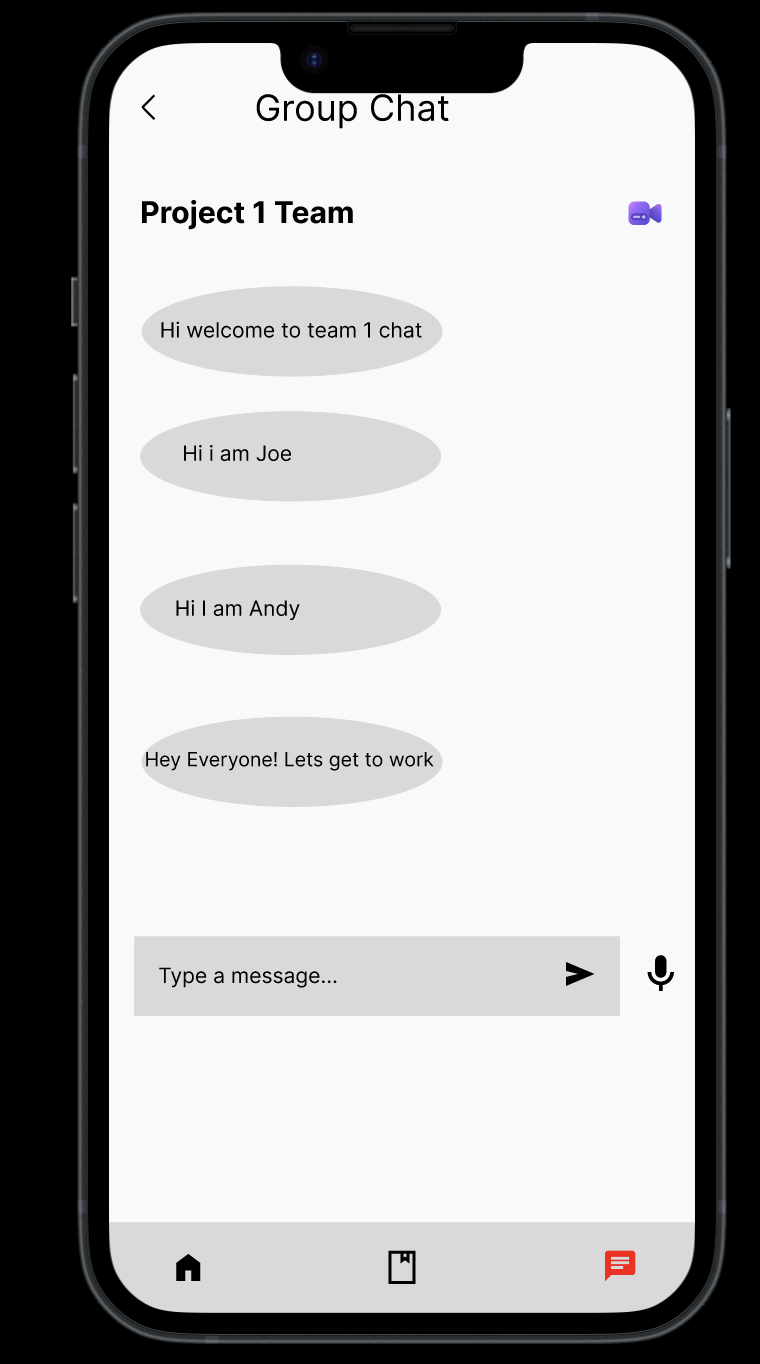 Group Chat
Project 1 Team
Hi welcome to team 1 chat
Hi i am Joe
Hi I am Andy
Hey Everyone! Lets get to work
Type a message...